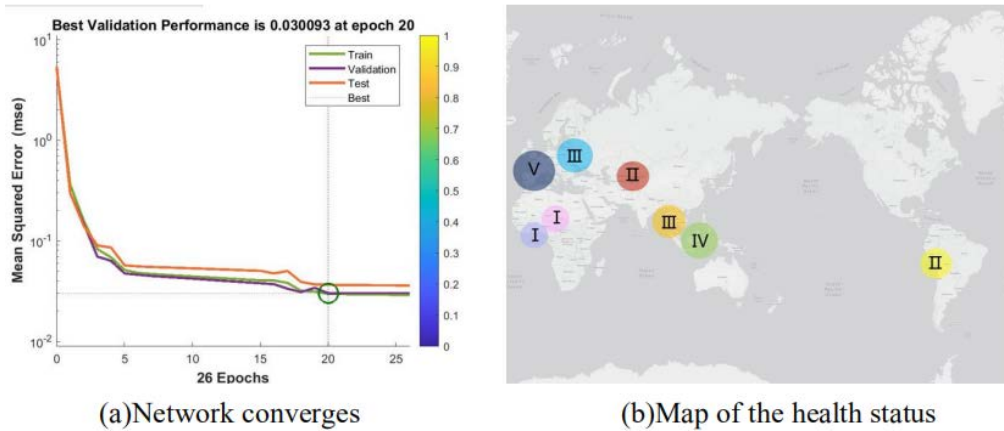 Best Validation Performance is 0.030093 at epoch 20
Mean Squared Error (mse)
10^1
10^0
10^-1
10^-2
0
5
10
15
20
25
26 Epochs
Train
Validation
Test
Best
1
0.9
0.8
0.7
0.6
0.5
0.4
0.3
0.2
0.1
0
(a)Network converges
V
III
II
I
I
III
IV
II
(b)Map of the health status